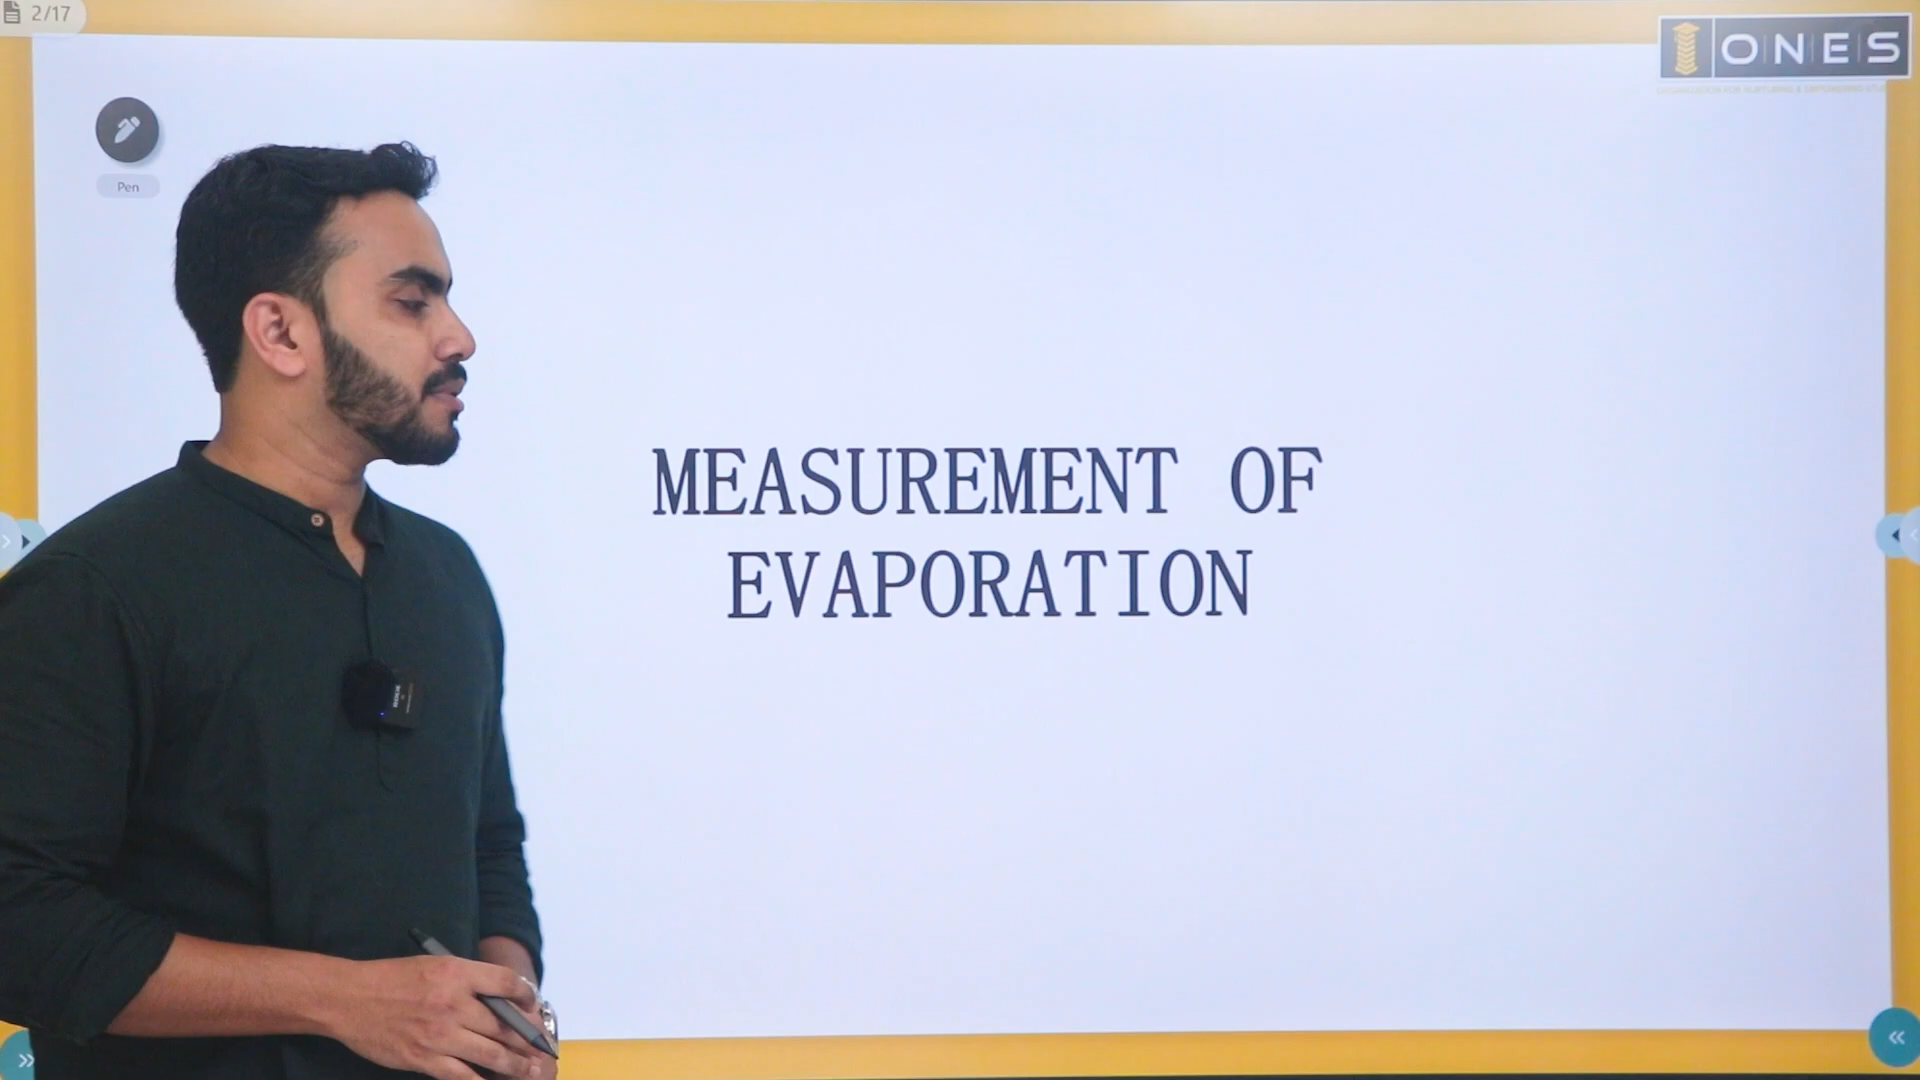 2/17
ONES
Pen
MEASUREMENT OF
EVAPORATION